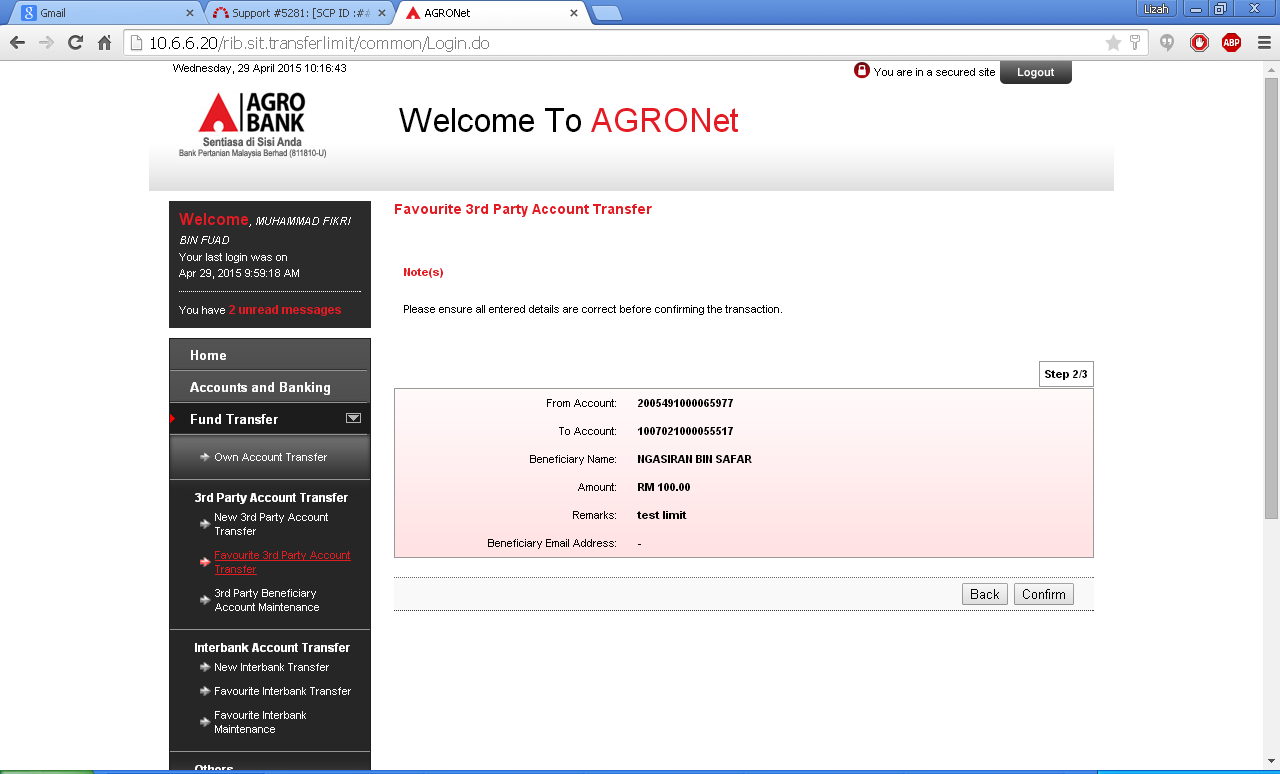 Gmail
Support #5281: [SCP ID :##
AGRONet
Lizah
10.6.6.20/rib.sit.transferlimit/common/Login.do
ABP
Wednesday, 29 April 2015 10:16:43
You are in a secured site
Logout
AGRO
BANK
Sentiasa di Sisi Anda
Bank Pertanian Malaysia Berhad (811810-U)
Welcome To AGRONet
Welcome, MUHAMMAD FIKRI
BIN FUAD
Your last login was on
Apr 29, 2015 9:59:18 AM
You have 2 unread messages
Home
Accounts and Banking
Fund Transfer
Own Account Transfer
3rd Party Account Transfer
New 3rd Party Account
Transfer
Favourite 3rd Party Account
Transfer
3rd Party Beneficiary
Account Maintenance
Interbank Account Transfer
New Interbank Transfer
Favourite Interbank Transfer
Favourite Interbank
Maintenance
Others
Favourite 3rd Party Account Transfer
Note(s)
Please ensure all entered details are correct before confirming the transaction.
Step 2/3
From Account: 2005491000065977
To Account: 1007021000055517
Beneficiary Name: NGASIRAN BIN SAFAR
Amount: RM 100.00
Remarks: test limit
Beneficiary Email Address: -
Back Confirm